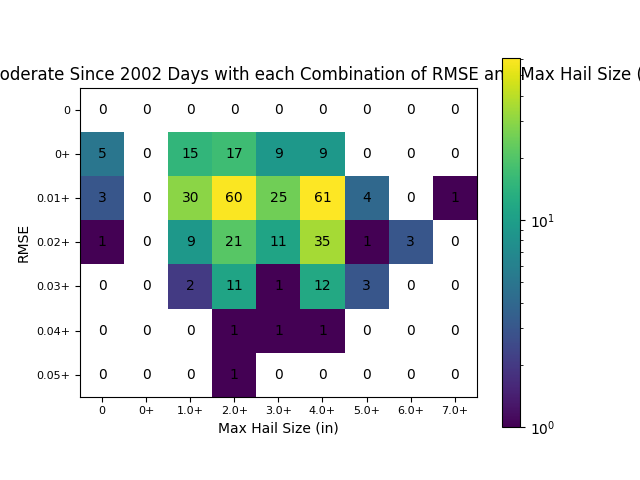 oderate Since 2002 Days with each Combination of RMSE an Max Hail Size (
RMSE
0 0 0 0 0 0 0 0 0 0
0+ 5 0 15 17 9 9 0 0 0
0.01+ 3 0 30 60 25 61 4 0 1
0.02+ 1 0 9 21 11 35 1 3 0
0.03+ 0 0 2 11 1 12 3 0 0
0.04+ 0 0 0 1 1 1 0 0 0
0.05+ 0 0 0 1 0 0 0 0 0
0 0+ 1.0+ 2.0+ 3.0+ 4.0+ 5.0+ 6.0+ 7.0+
Max Hail Size (in)
10¹
10⁰